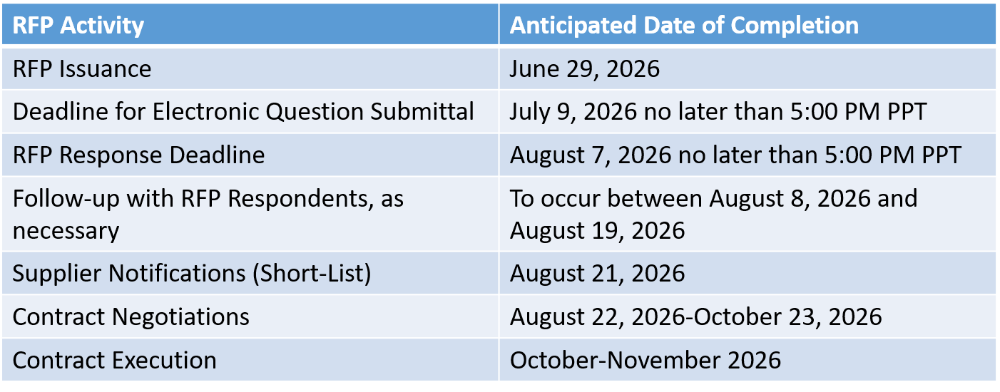 RFP Activity Anticipated Date of Completion
RFP Issuance June 29, 2026
Deadline for Electronic Question Submittal July 9, 2026 no later than 5:00 PM PPT
RFP Response Deadline August 7, 2026 no later than 5:00 PM PPT
Follow-up with RFP Respondents, as
necessary
To occur between August 8, 2026 and
August 19, 2026
Supplier Notifications (Short-List) August 21, 2026
Contract Negotiations August 22, 2026-October 23, 2026
Contract Execution October-November 2026